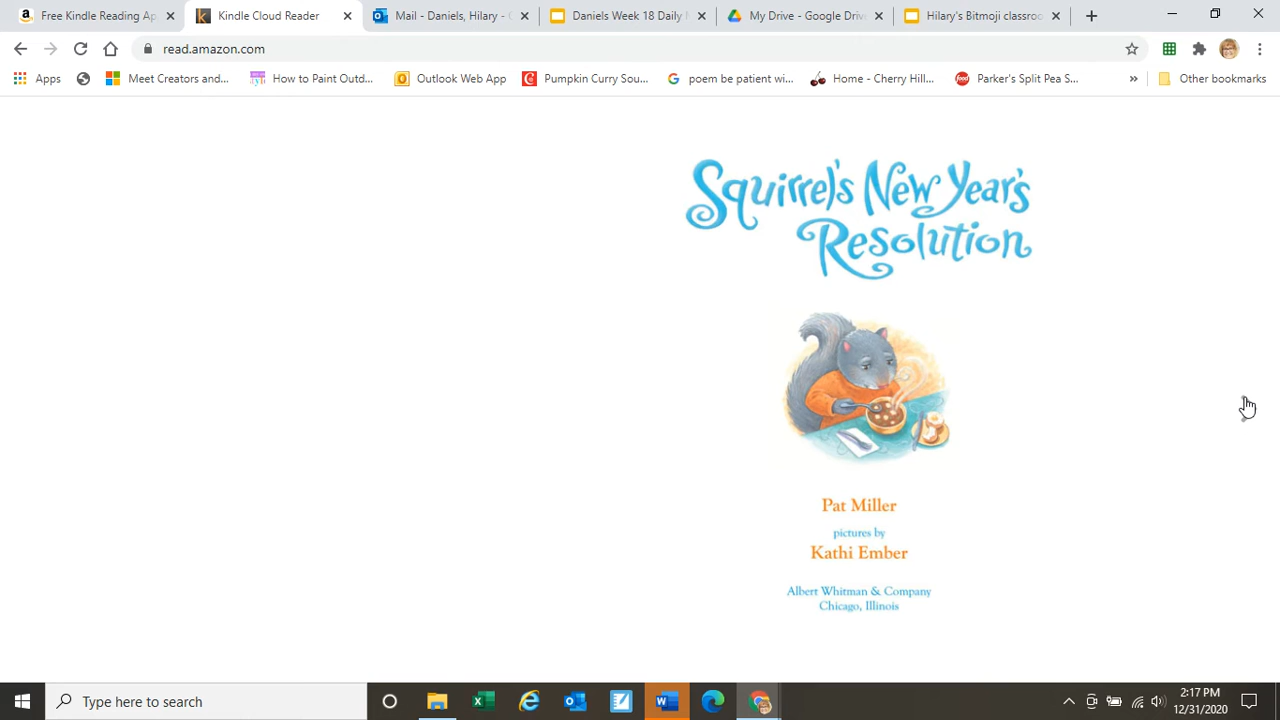 Free Kindle Reading Ap
Kindle Cloud Reader
Mail - Daniels, Hilary -
Daniels Week 18 Daily
My Drive - Google Driv
Hilary's Bitmoji classroo
read.amazon.com
Apps
Meet Creators and...
How to Paint Outd...
Outlook Web App
Pumpkin Curry Sou...
poem be patient wi...
Home - Cherry Hill...
Parker's Split Pea S...
Other bookmarks
Squirrel's New Year's
Resolution
Pat Miller
pictures by
Kathi Ember
Albert Whitman & Company
Chicago, Illinois
Type here to search
2:17 PM
12/31/2020